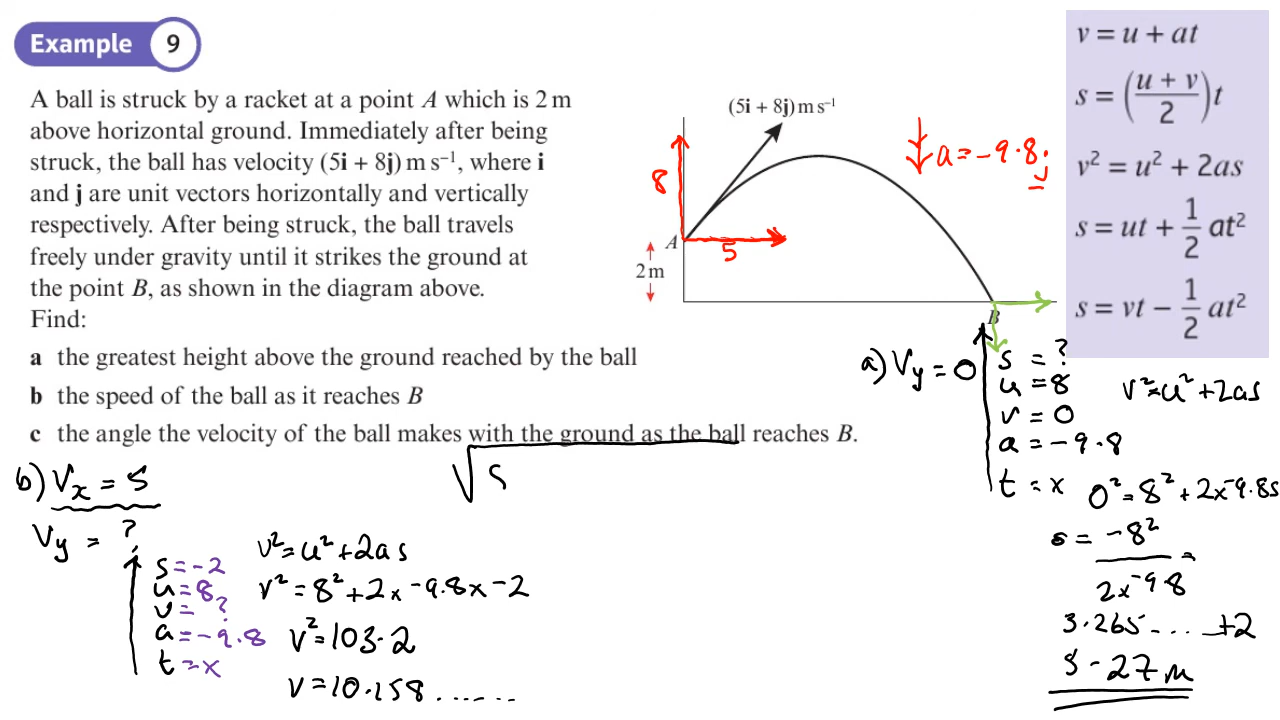 Example 9
A ball is struck by a racket at a point A which is 2 m
above horizontal ground. Immediately after being
struck, the ball has velocity (5i + 8j) m s⁻¹, where i
and j are unit vectors horizontally and vertically
respectively. After being struck, the ball travels
freely under gravity until it strikes the ground at
the point B, as shown in the diagram above.
Find:
a the greatest height above the ground reached by the ball
b the speed of the ball as it reaches B
c the angle the velocity of the ball makes with the ground as the ball reaches B.
(5i + 8j) m s⁻¹
a = -9.8j
8
A
5
2 m
B
v = u + at
s = ((u + v)/2)t
v² = u² + 2as
s = ut + 1/2 at²
s = vt − 1/2 at²
a) Vy = 0
s = ?
u = 8
v = 0
a = -9.8
t = x
v² = u² + 2as
0² = 8² + 2x-9.8s
s = -8²/2x-9.8 =
3.265.... +2
5.27m
b) Vx = 5
Vy = ?
s = -2
u = 8
v = ?
a = -9.8
t = x
v² = u² + 2as
v² = 8² + 2x-9.8x-2
v² = 103.2
v = 10.158......
√5